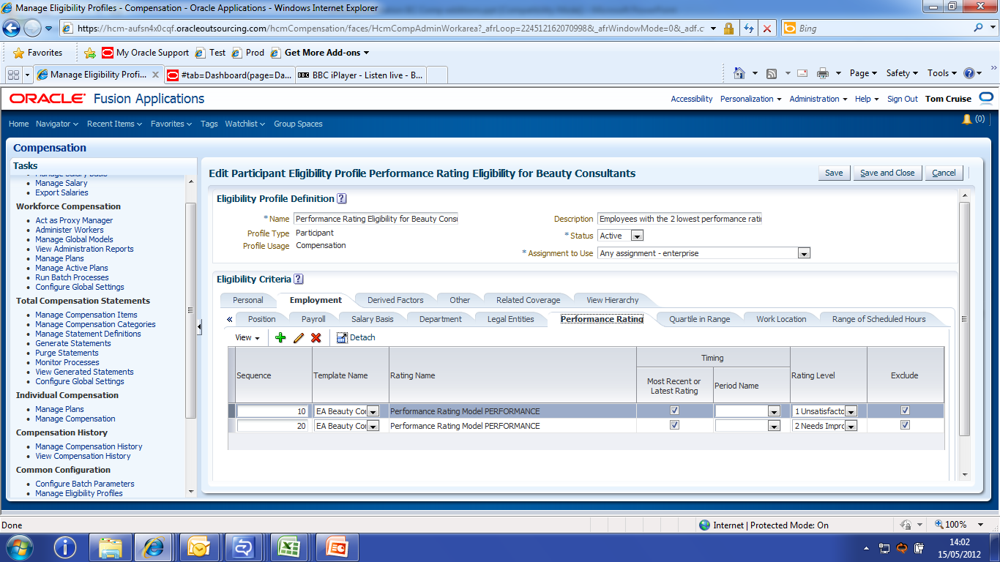 Manage Eligibility Profiles - Compensation - Oracle Applications - Windows Internet Explorer
https://hcm-aufsn4x0cqf.oracleoutsourcing.com/hcmCompensation/faces/HcmCompAdminWorkarea?
Bing
Favorites My Oracle Support Test Prod Get More Add-ons
Manage Eligibility Profi... #tab=Dashboard(page=Da... BBC iPlayer - Listen live - B... Page Safety Tools
ORACLE Fusion Applications Accessibility Personalization Administration Help Sign Out Tom Cruise
Home Navigator Recent Items Favorites Tags Watchlist Group Spaces (0)
Compensation
Tasks
Manage Salary
Export Salaries
Workforce Compensation
Act as Proxy Manager
Administer Workers
Manage Global Models
View Administration Reports
Manage Plans
Manage Active Plans
Run Batch Processes
Configure Global Settings
Total Compensation Statements
Manage Compensation Items
Manage Compensation Categories
Manage Statement Definitions
Generate Statements
Purge Statements
Monitor Processes
View Generated Statements
Configure Global Settings
Individual Compensation
Manage Plans
Manage Compensation
Compensation History
Manage Compensation History
View Compensation History
Common Configuration
Configure Batch Parameters
Manage Eligibility Profiles
Edit Participant Eligibility Profile Performance Rating Eligibility for Beauty Consultants Save Save and Close Cancel
Eligibility Profile Definition ?
* Name Performance Rating Eligibility for Beauty Consu
Profile Type Participant
Profile Usage Compensation
Description Employees with the 2 lowest performance ratin
* Status Active
* Assignment to Use Any assignment - enterprise
Eligibility Criteria ?
Personal Employment Derived Factors Other Related Coverage View Hierarchy
« Position Payroll Salary Basis Department Legal Entities Performance Rating Quartile in Range Work Location Range of Scheduled Hours
View Detach
Timing
Sequence Template Name Rating Name Most Recent or Latest Rating Period Name Rating Level Exclude
10 EA Beauty Con Performance Rating Model PERFORMANCE 1 Unsatisfacto
20 EA Beauty Con Performance Rating Model PERFORMANCE 2 Needs Impro
Done Internet | Protected Mode: On 100%
14:02
15/05/2012